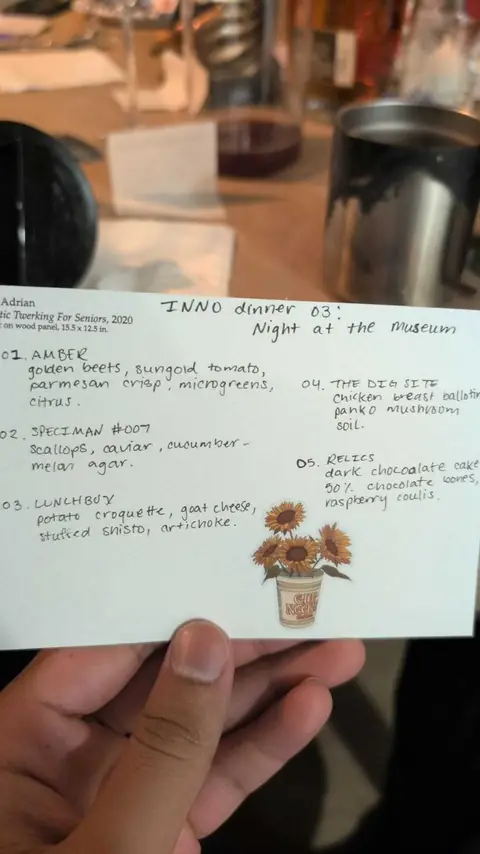 Adrian
tic Twerking For Seniors, 2020
on wood panel, 15.5 x 12.5 in.
INNO dinner 03:
Night at the museum
01. AMBER
golden beets, sungold tomato,
parmesan crisp, microgreens,
citrus.
02. SPECIMAN #007
scallops, caviar, cucumber-
melon agar.
03. LUNCHBOX
potato croquette, goat cheese,
stuffed shisto, artichoke.
04. THE DIG SITE
chicken breast ballotin
panko mushroom
soil.
05. RELICS
dark chocoalate cake
50% chocolate bones,
raspberry coulis.
CUP
NOODLES